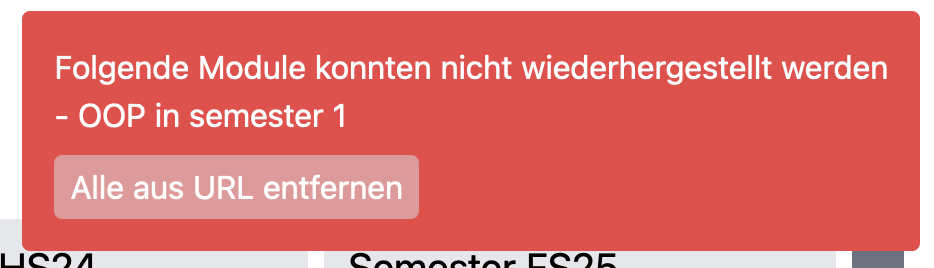 Folgende Module konnten nicht wiederhergestellt werden
- OOP in semester 1
Alle aus URL entfernen
HS24
Semester FS25